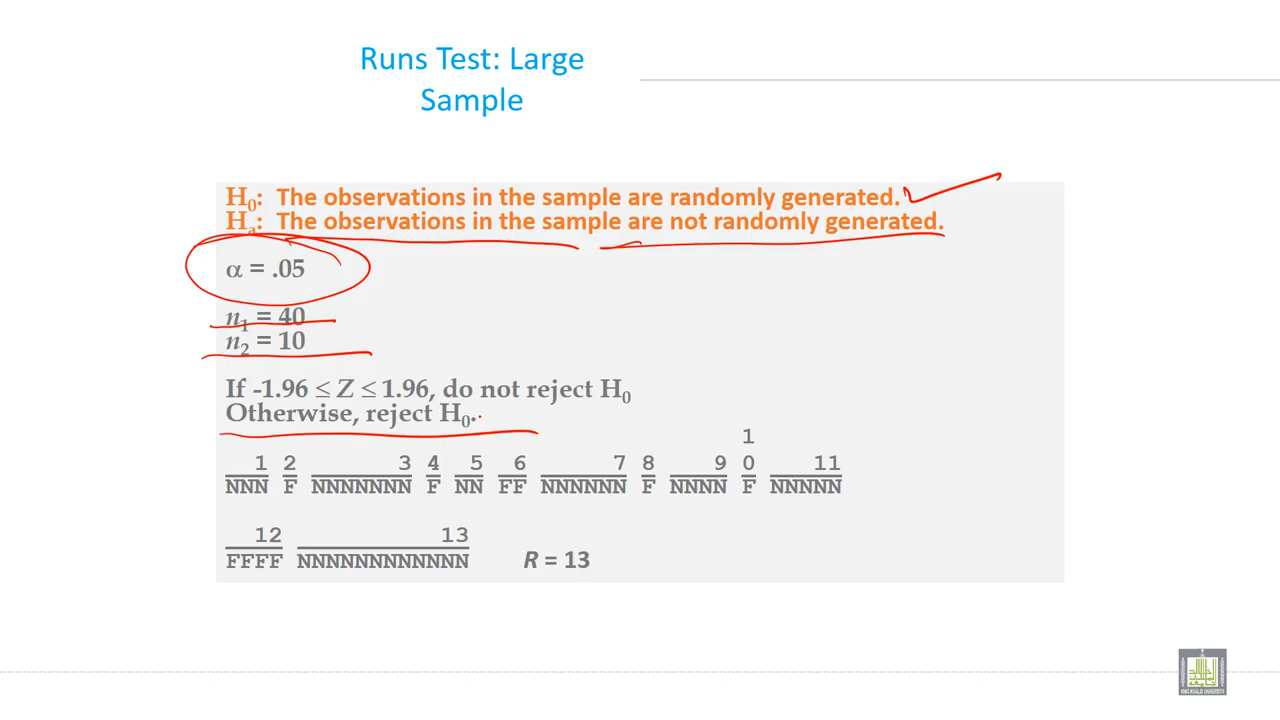 Runs Test: Large
Sample
H0: The observations in the sample are randomly generated.
Ha: The observations in the sample are not randomly generated.
α = .05
n1 = 40
n2 = 10
If -1.96 ≤ Z ≤ 1.96, do not reject H0
Otherwise, reject H0.
1 2 3 4 5 6 7 8 9 10 11
NNN F NNNNNNN F NN FF NNNNNN F NNNN F NNNNN
12 13
FFFF NNNNNNNNNNNN R = 13
KING KHALID UNIVERSITY